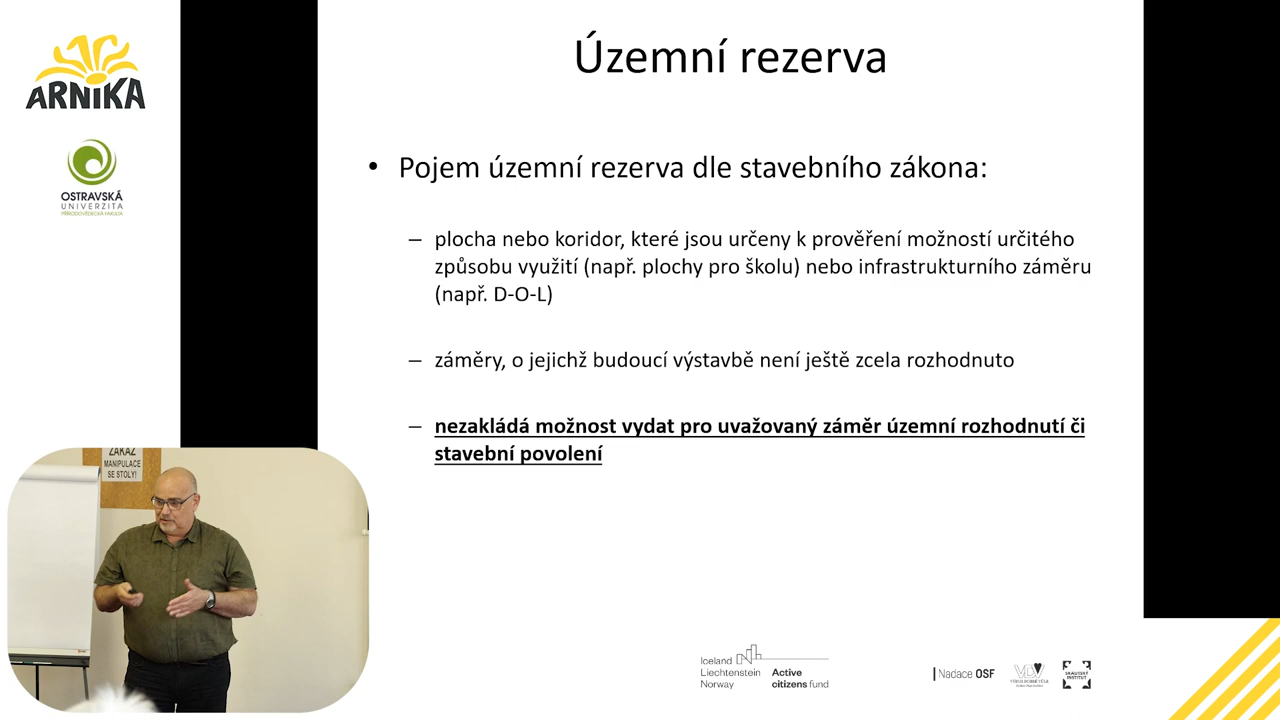 ARNIKA
OSTRAVSKÁ
UNIVERZITA
PŘÍRODOVĚDECKÁ FAKULTA
Územní rezerva
• Pojem územní rezerva dle stavebního zákona:
– plocha nebo koridor, které jsou určeny k prověření možností určitého
způsobu využití (např. plochy pro školu) nebo infrastrukturního záměru
(např. D-O-L)
– záměry, o jejichž budoucí výstavbě není ještě zcela rozhodnuto
– nezakládá možnost vydat pro uvažovaný záměr územní rozhodnutí či
stavební povolení
ZÁKAZ
MANIPULACE
SE STOLY!
Iceland
Liechtenstein
Norway
Active
citizens fund
Nadace OSF
SKAUTSKÝ
INSTITUT